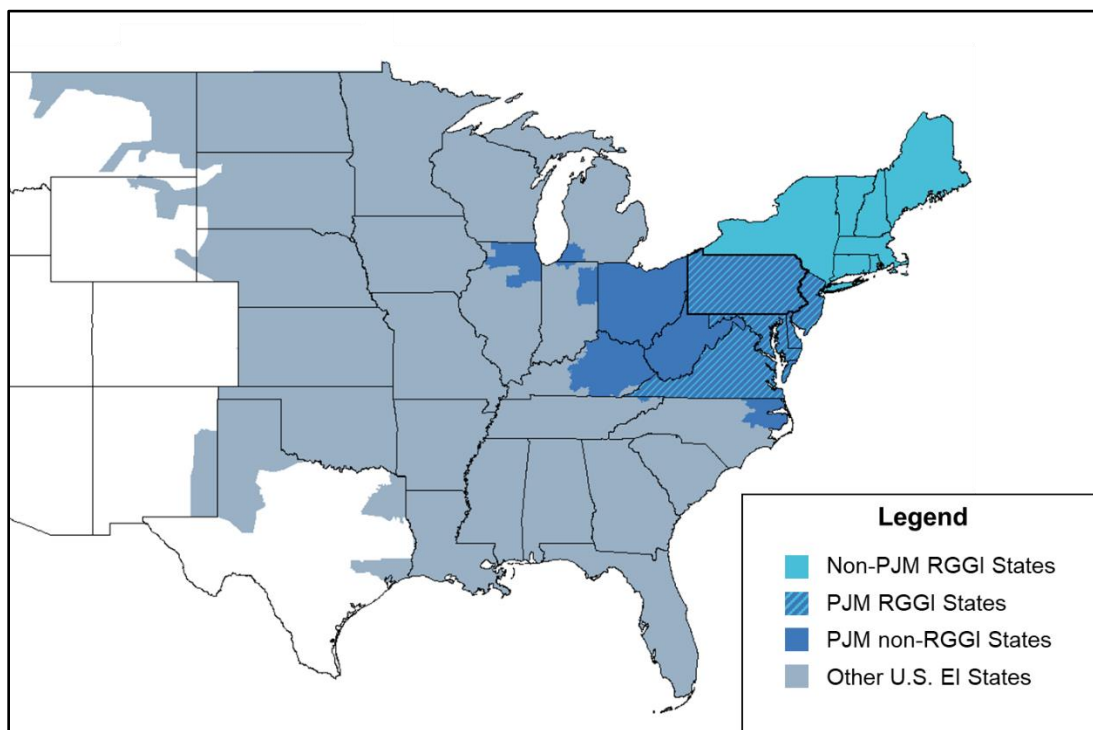 Legend
Non-PJM RGGI States
PJM RGGI States
PJM non-RGGI States
Other U.S. EI States